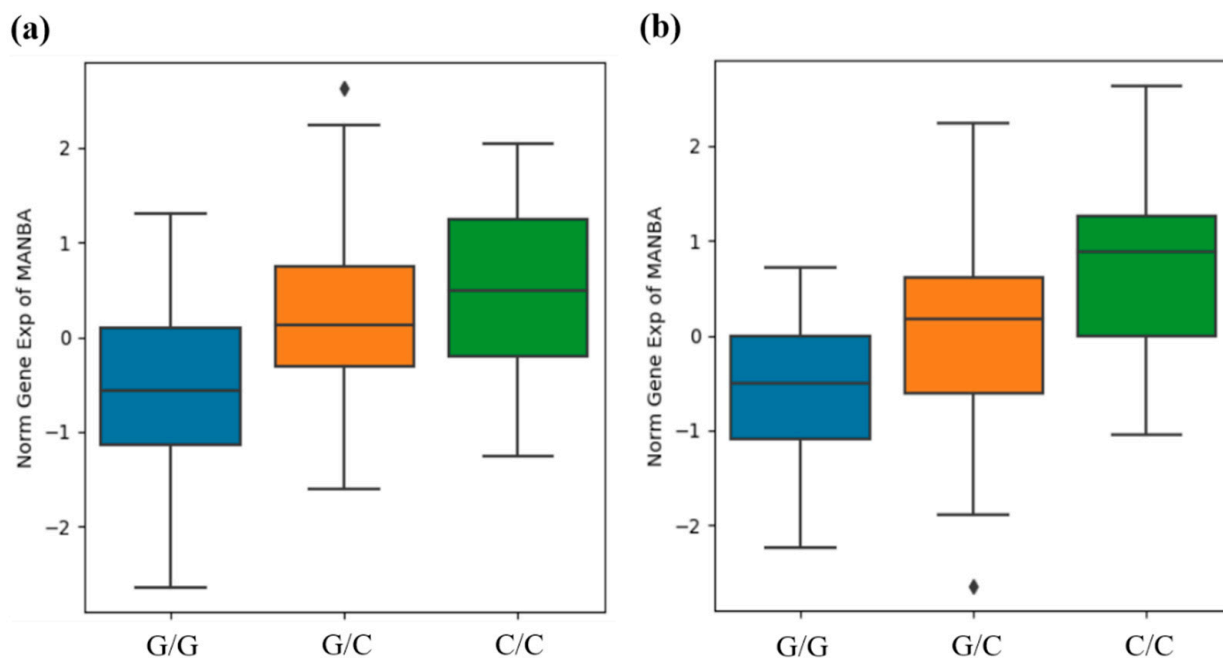 (a)
Norm Gene Exp of MANBA
2
1
0
−1
−2
G/G G/C C/C
(b)
Norm Gene Exp of MANBA
2
1
0
−1
−2
G/G G/C C/C